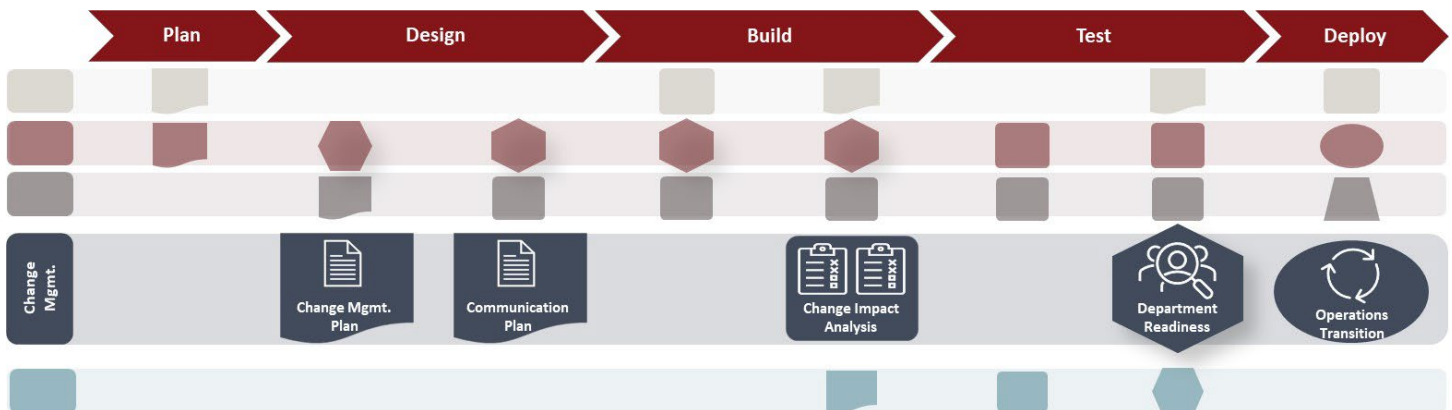 Plan
Design
Build
Test
Deploy
Change
Mgmt.
Change Mgmt.
Plan
Communication
Plan
Change Impact
Analysis
Department
Readiness
Operations
Transition